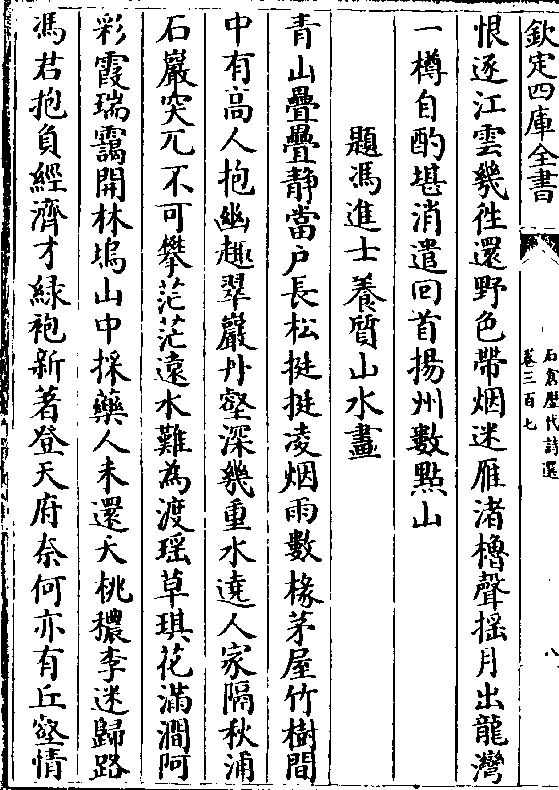 欽定四庫全書
石倉歷代詩選
卷三百七
八
恨逐江雲幾徃還野色帶烟迷雁渚櫓聲揺月出龍灣
一樽自酌堪消遣回首揚州數點山
題馮進士養質山水畫
青山疊疊静當户長松挺挺凌烟雨數椽茅屋竹樹間
中有高人抱幽趣翠巖丹壑深幾重水遶人家隔秋浦
石巖突兀不可攀茫茫遠水難為渡瑶草琪花滿澗阿
彩霞瑞靄開林塢山中採藥人未還夭桃穠李迷歸路
馮君抱負經濟才緑袍新著登天府奈何亦有丘壑情